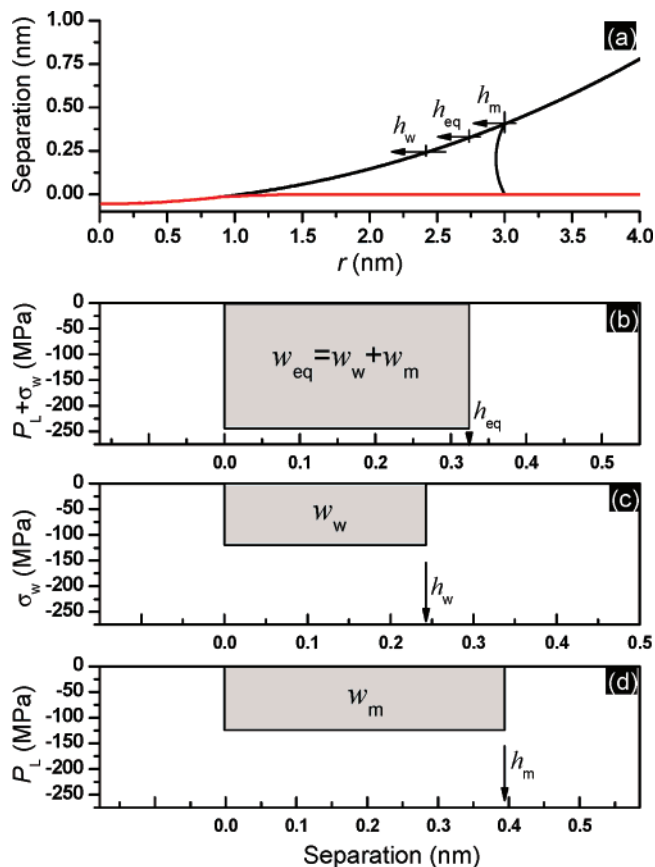 Separation (nm)
1.00
0.75
0.50
0.25
0.00
(a)
h_w
h_eq
h_m
0.0 0.5 1.0 1.5 2.0 2.5 3.0 3.5 4.0
r (nm)
P_L+σ_w (MPa)
0
-50
-100
-150
-200
-250
(b)
w_eq=w_w+w_m
h_eq
0.0 0.1 0.2 0.3 0.4 0.5
σ_w (MPa)
0
-50
-100
-150
-200
-250
(c)
w_w
h_w
0.0 0.1 0.2 0.3 0.4 0.5
P_L (MPa)
0
-50
-100
-150
-200
-250
(d)
w_m
h_m
0.0 0.1 0.2 0.3 0.4 0.5
Separation (nm)